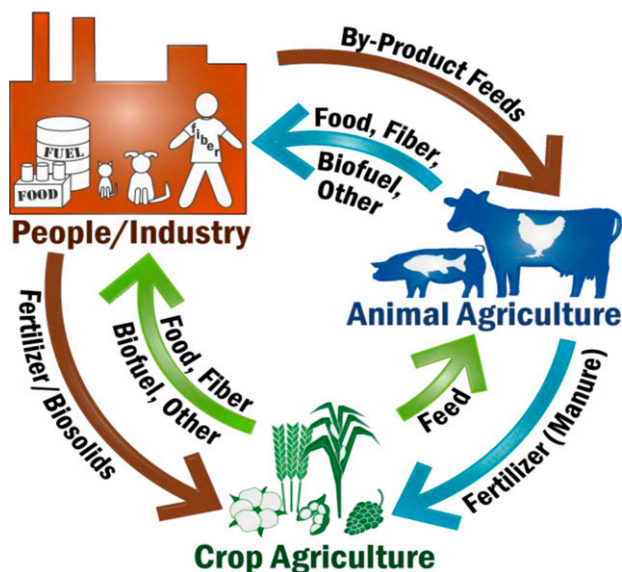 By-Product Feeds
Food, Fiber,
Biofuel, Other
fiber
FUEL
FOOD
People/Industry
Animal Agriculture
Fertilizer/Biosolids
Food, Fiber
Biofuel, Other
Feed
Fertilizer (Manure)
Crop Agriculture